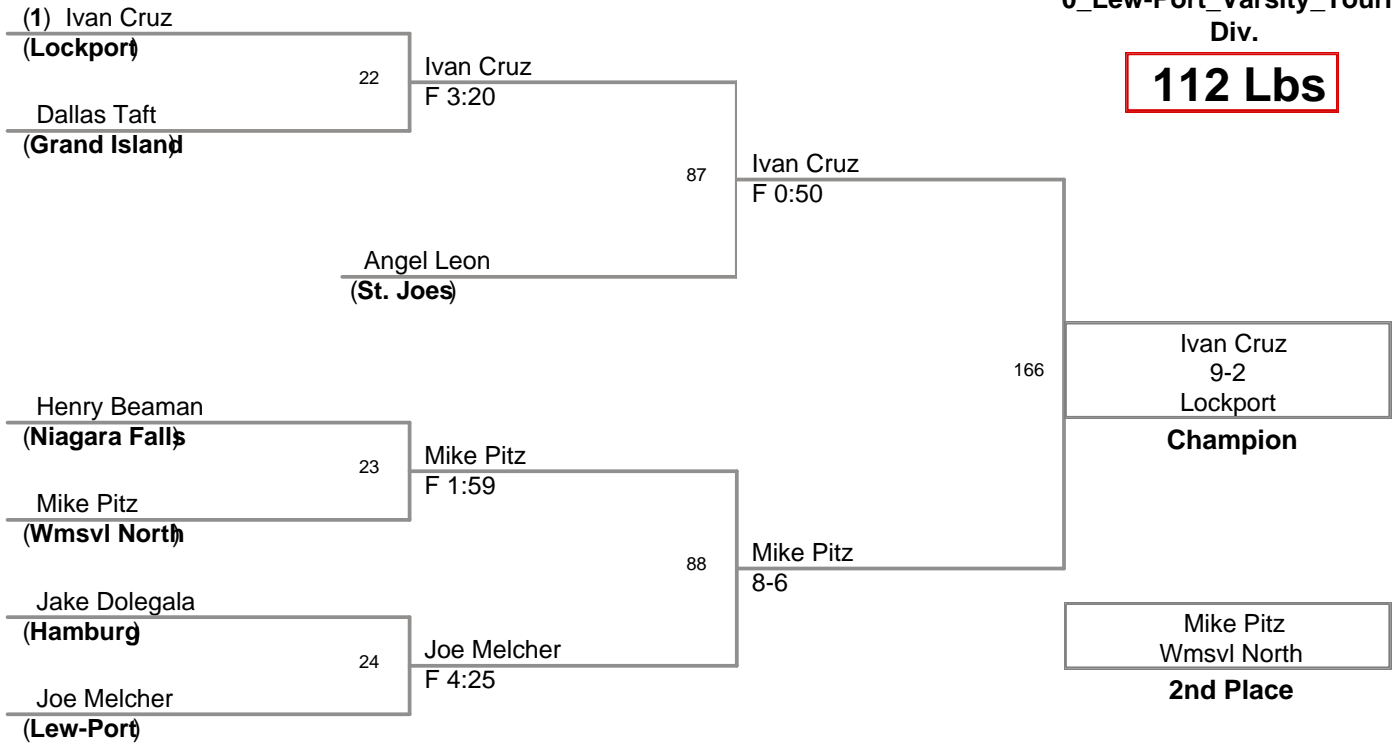 0_Lew-Port_Varsity_Tour
Div.
112 Lbs
(1) Ivan Cruz
(Lockport)
22
Ivan Cruz
F 3:20
Dallas Taft
(Grand Island)
87
Ivan Cruz
F 0:50
Angel Leon
(St. Joes)
166
Ivan Cruz
9-2
Lockport
Champion
Henry Beaman
(Niagara Falls)
23
Mike Pitz
F 1:59
Mike Pitz
(Wmsvl North)
88
Mike Pitz
8-6
Jake Dolegala
(Hamburg)
24
Joe Melcher
F 4:25
Joe Melcher
(Lew-Port)
Mike Pitz
Wmsvl North
2nd Place